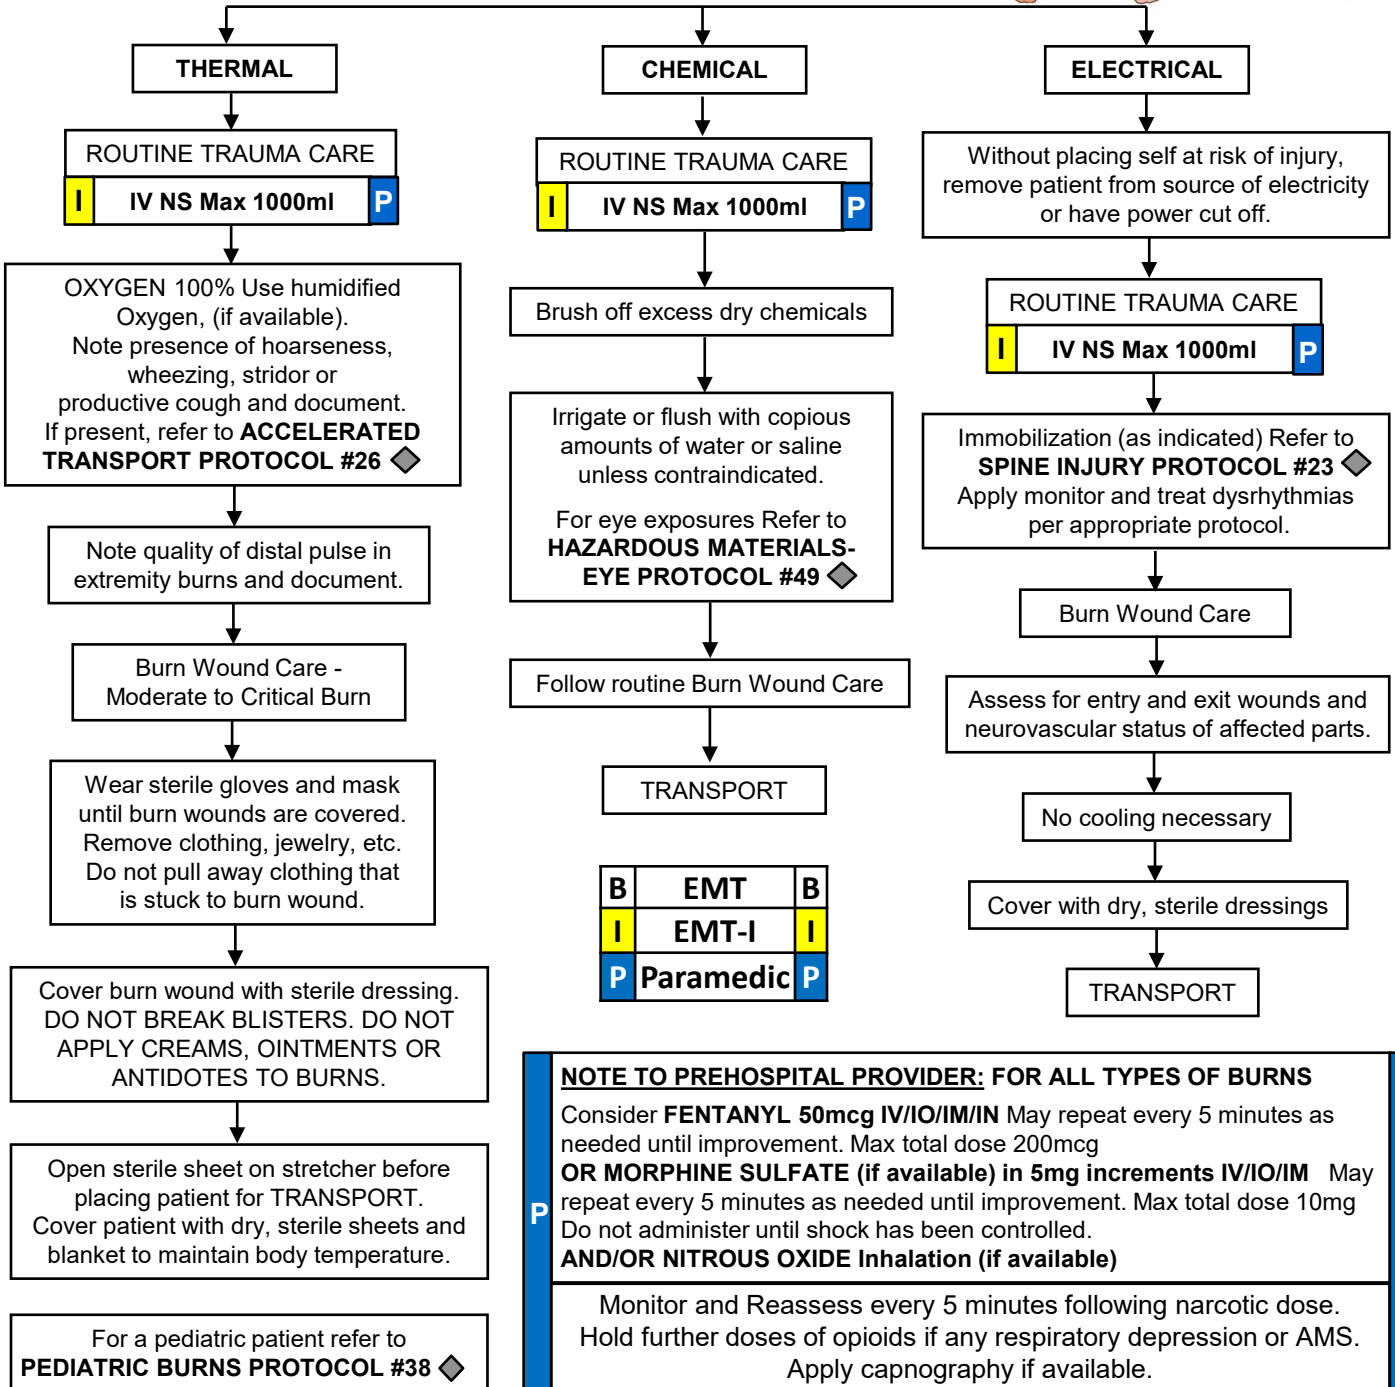 THERMAL
ROUTINE TRAUMA CARE
I IV NS Max 1000ml P
OXYGEN 100% Use humidified
Oxygen, (if available).
Note presence of hoarseness,
wheezing, stridor or
productive cough and document.
If present, refer to ACCELERATED
TRANSPORT PROTOCOL #26
Note quality of distal pulse in
extremity burns and document.
Burn Wound Care -
Moderate to Critical Burn
Wear sterile gloves and mask
until burn wounds are covered.
Remove clothing, jewelry, etc.
Do not pull away clothing that
is stuck to burn wound.
Cover burn wound with sterile dressing.
DO NOT BREAK BLISTERS. DO NOT
APPLY CREAMS, OINTMENTS OR
ANTIDOTES TO BURNS.
Open sterile sheet on stretcher before
placing patient for TRANSPORT.
Cover patient with dry, sterile sheets and
blanket to maintain body temperature.
For a pediatric patient refer to
PEDIATRIC BURNS PROTOCOL #38
CHEMICAL
ROUTINE TRAUMA CARE
I IV NS Max 1000ml P
Brush off excess dry chemicals
Irrigate or flush with copious
amounts of water or saline
unless contraindicated.
For eye exposures Refer to
HAZARDOUS MATERIALS-
EYE PROTOCOL #49
Follow routine Burn Wound Care
TRANSPORT
B EMT B
I EMT-I I
P Paramedic P
ELECTRICAL
Without placing self at risk of injury,
remove patient from source of electricity
or have power cut off.
ROUTINE TRAUMA CARE
I IV NS Max 1000ml P
Immobilization (as indicated) Refer to
SPINE INJURY PROTOCOL #23
Apply monitor and treat dysrhythmias
per appropriate protocol.
Burn Wound Care
Assess for entry and exit wounds and
neurovascular status of affected parts.
No cooling necessary
Cover with dry, sterile dressings
TRANSPORT
NOTE TO PREHOSPITAL PROVIDER: FOR ALL TYPES OF BURNS
Consider FENTANYL 50mcg IV/IO/IM/IN May repeat every 5 minutes as
needed until improvement. Max total dose 200mcg
OR MORPHINE SULFATE (if available) in 5mg increments IV/IO/IM May
P repeat every 5 minutes as needed until improvement. Max total dose 10mg
Do not administer until shock has been controlled.
AND/OR NITROUS OXIDE Inhalation (if available)
Monitor and Reassess every 5 minutes following narcotic dose.
Hold further doses of opioids if any respiratory depression or AMS.
Apply capnography if available.